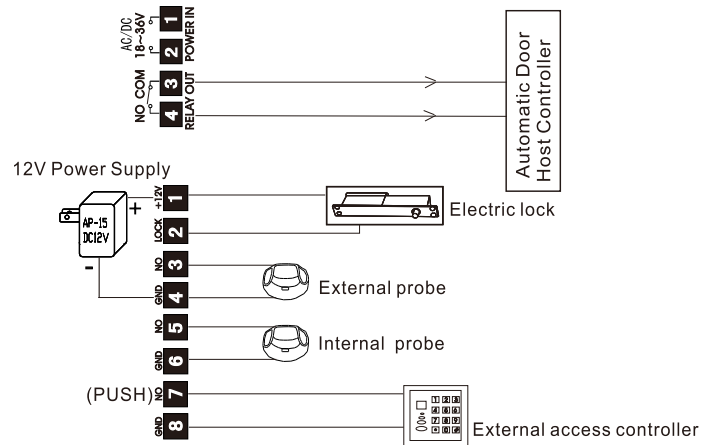 AC/DC
18~36V
1
2
POWER IN
NO COM
3
4
RELAY OUT
Automatic Door
Host Controller
12V Power Supply
AP-15
DC12V
+
-
+12V
1
LOCK
2
Electric lock
NO
3
GND
4
External probe
NO
5
GND
6
Internal probe
(PUSH)
NO
7
GND
8
External access controller